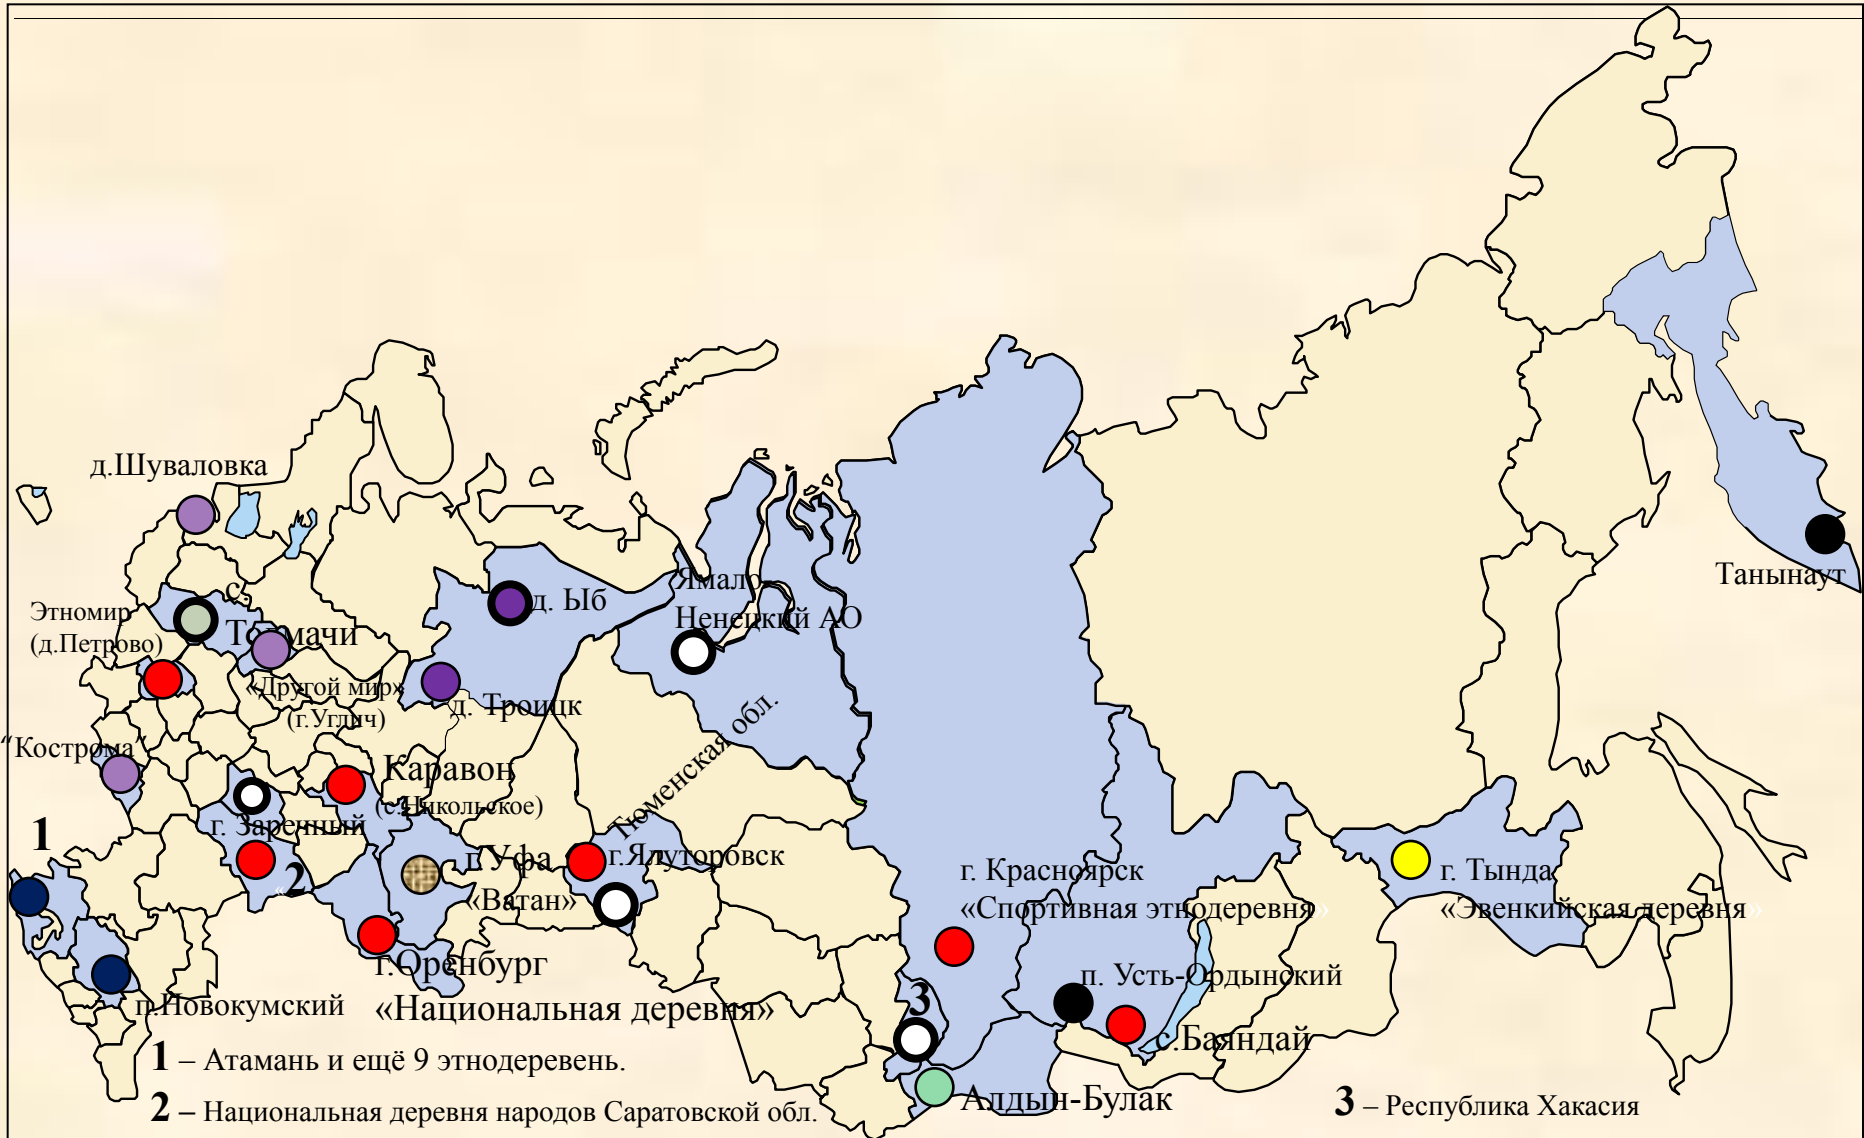 д.Шуваловка
Этномир
(д.Петрово)
с.
Толмачи
«Другой мир»
(г.Углич)
"Кострома"
д. Ыб
д. Троицк
Ямало-
Ненецкий АО
Тюменская обл.
Каравон
(с.Никольское)
г. Заречный
1
«2
г.Уфа
«Ватан»
г.Ялуторовск
г.Оренбург
«Национальная деревня»
п.Новокумский
г. Красноярск
«Спортивная этнодеревня»
п. Усть-Ордынский
с.Баяндай
3
Алдын-Булак
г. Тында
«Эвенкийская деревня»
Танынаут
1 – Атамань и ещё 9 этнодеревень.
2 – Национальная деревня народов Саратовской обл.
3 – Республика Хакасия